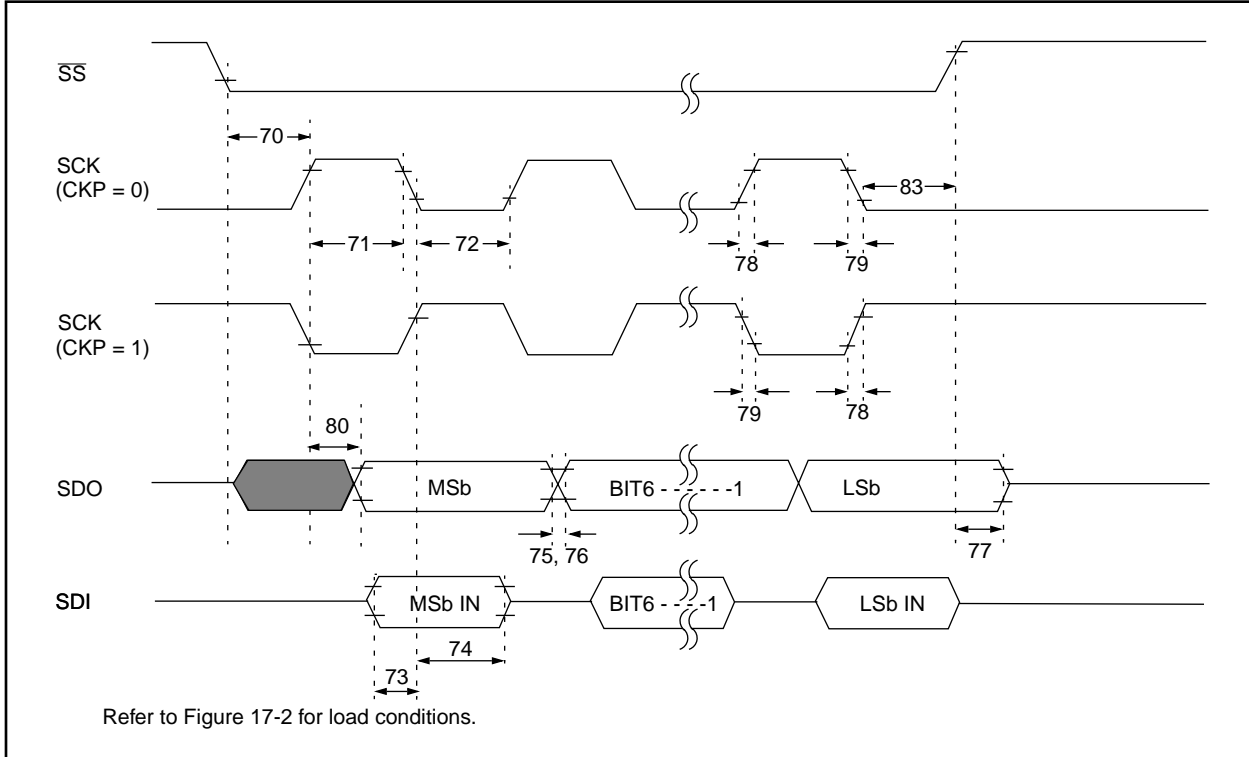 SS
70
SCK
(CKP = 0)
83
71
72
78
79
SCK
(CKP = 1)
79
78
80
SDO
MSb
BIT6 - - - - - -1
LSb
75, 76
77
SDI
MSb IN
BIT6 - - - -1
LSb IN
74
73
Refer to Figure 17-2 for load conditions.